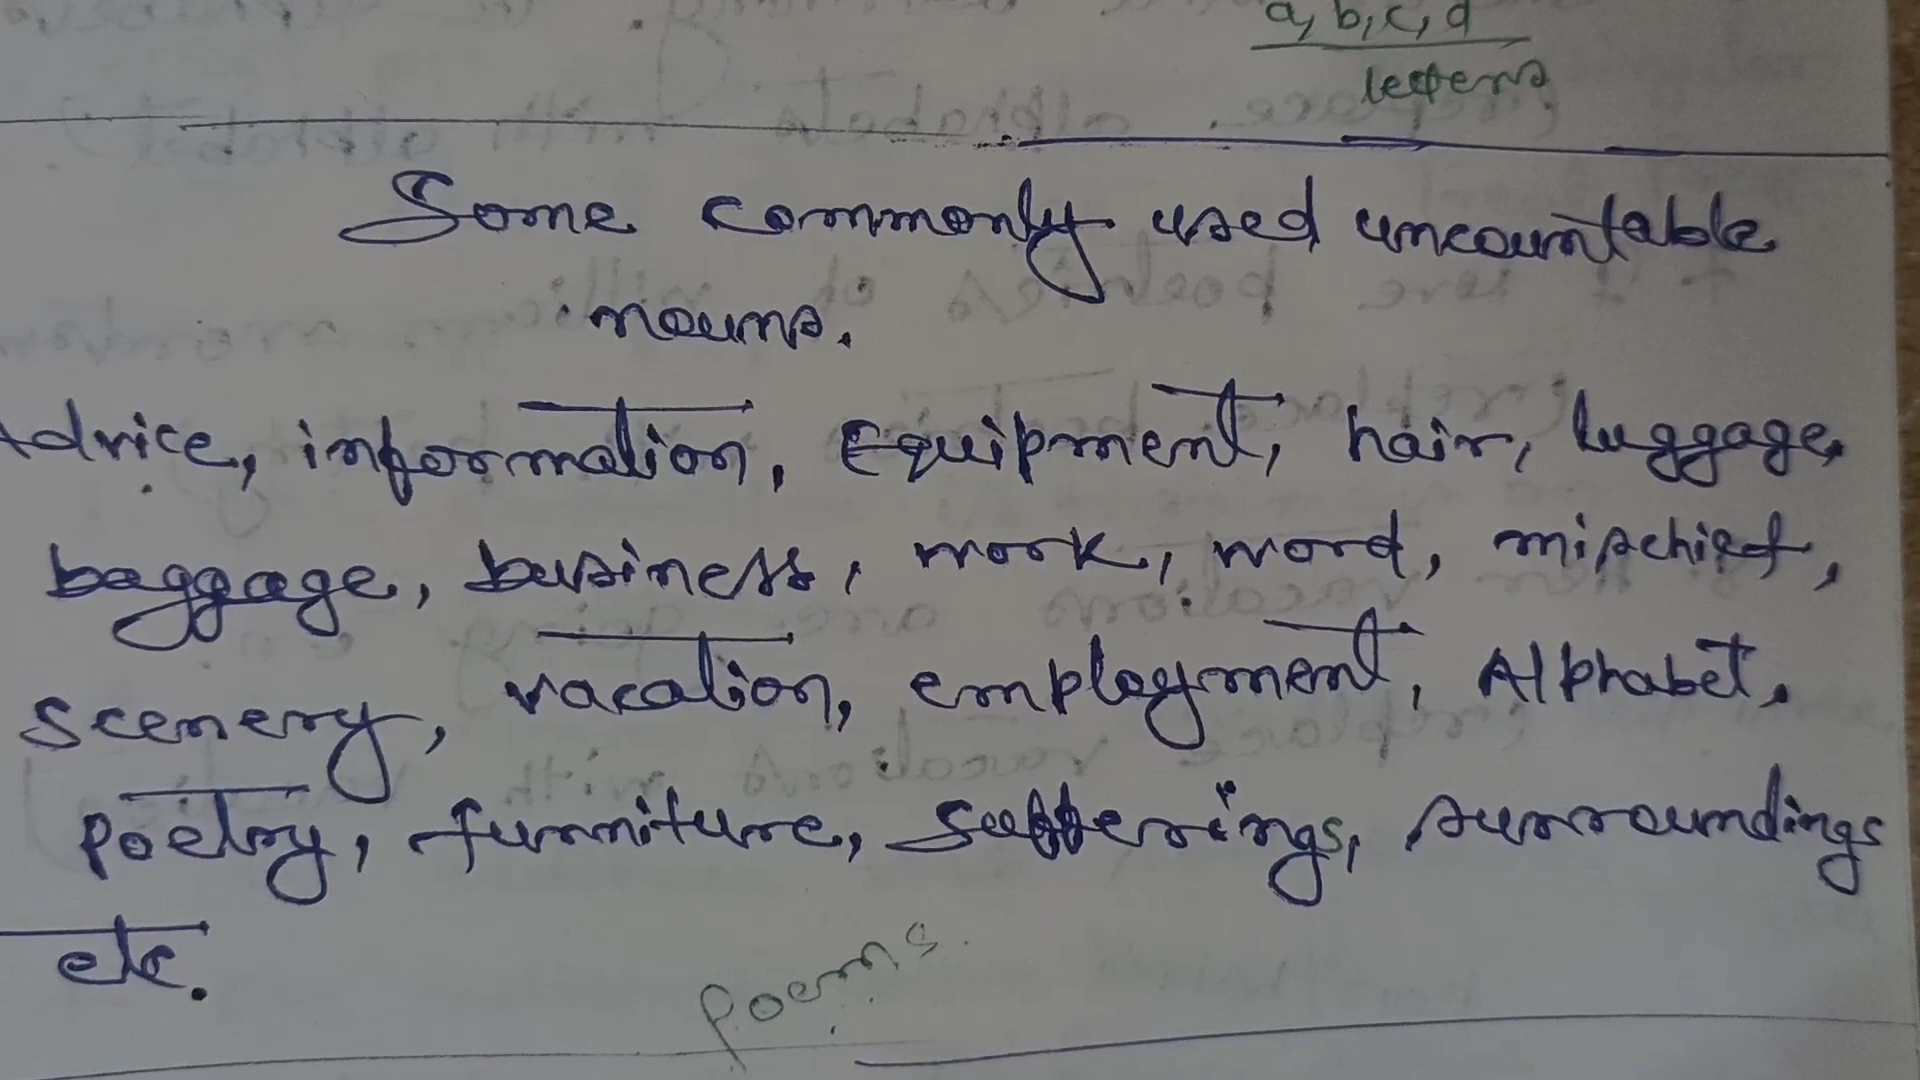 a, b, c, d
letters
Some commonly used uncountable
nouns.
Advice, information, Equipment, hair, luggage,
baggage, business, work, word, mischief,
scenery, vacation, employment, Alphabet,
Poetry, furniture, Sufferings, surroundings
etc.
Poems.